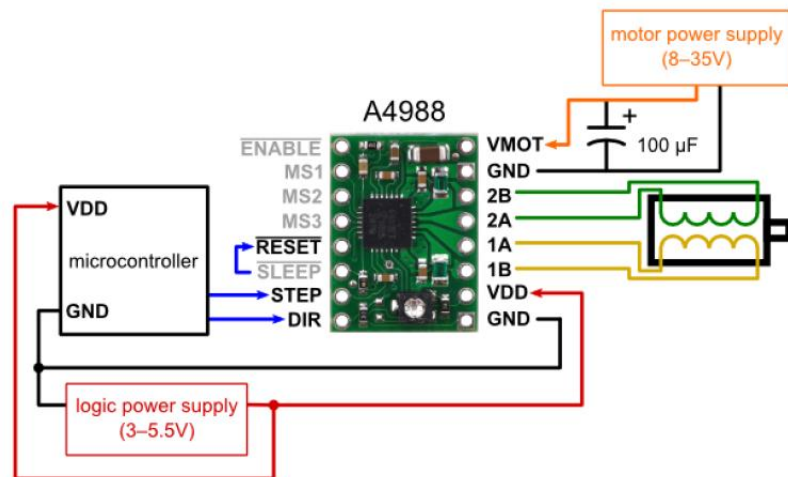 motor power supply
(8–35V)
A4988
ENABLE
VMOT
+
100 µF
MS1
GND
MS2
2B
VDD
MS3
2A
microcontroller
RESET
1A
SLEEP
1B
STEP
VDD
GND
DIR
GND
logic power supply
(3–5.5V)